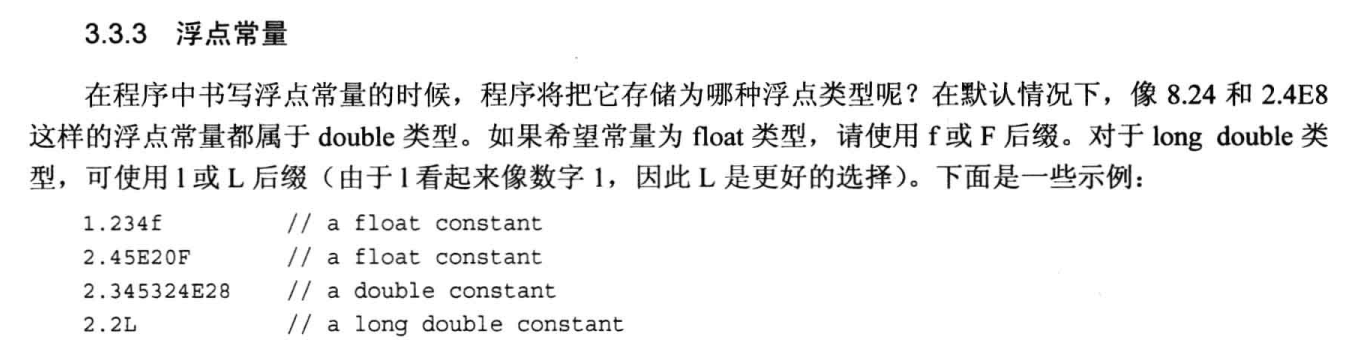 3.3.3 浮点常量
在程序中书写浮点常量的时候，程序将把它存储为哪种浮点类型呢？在默认情况下，像 8.24 和 2.4E8
这样的浮点常量都属于 double 类型。如果希望常量为 float 类型，请使用 f 或 F 后缀。对于 long double 类
型，可使用 l 或 L 后缀（由于 l 看起来像数字 1，因此 L 是更好的选择）。下面是一些示例：
1.234f // a float constant
2.45E20F // a float constant
2.345324E28 // a double constant
2.2L // a long double constant